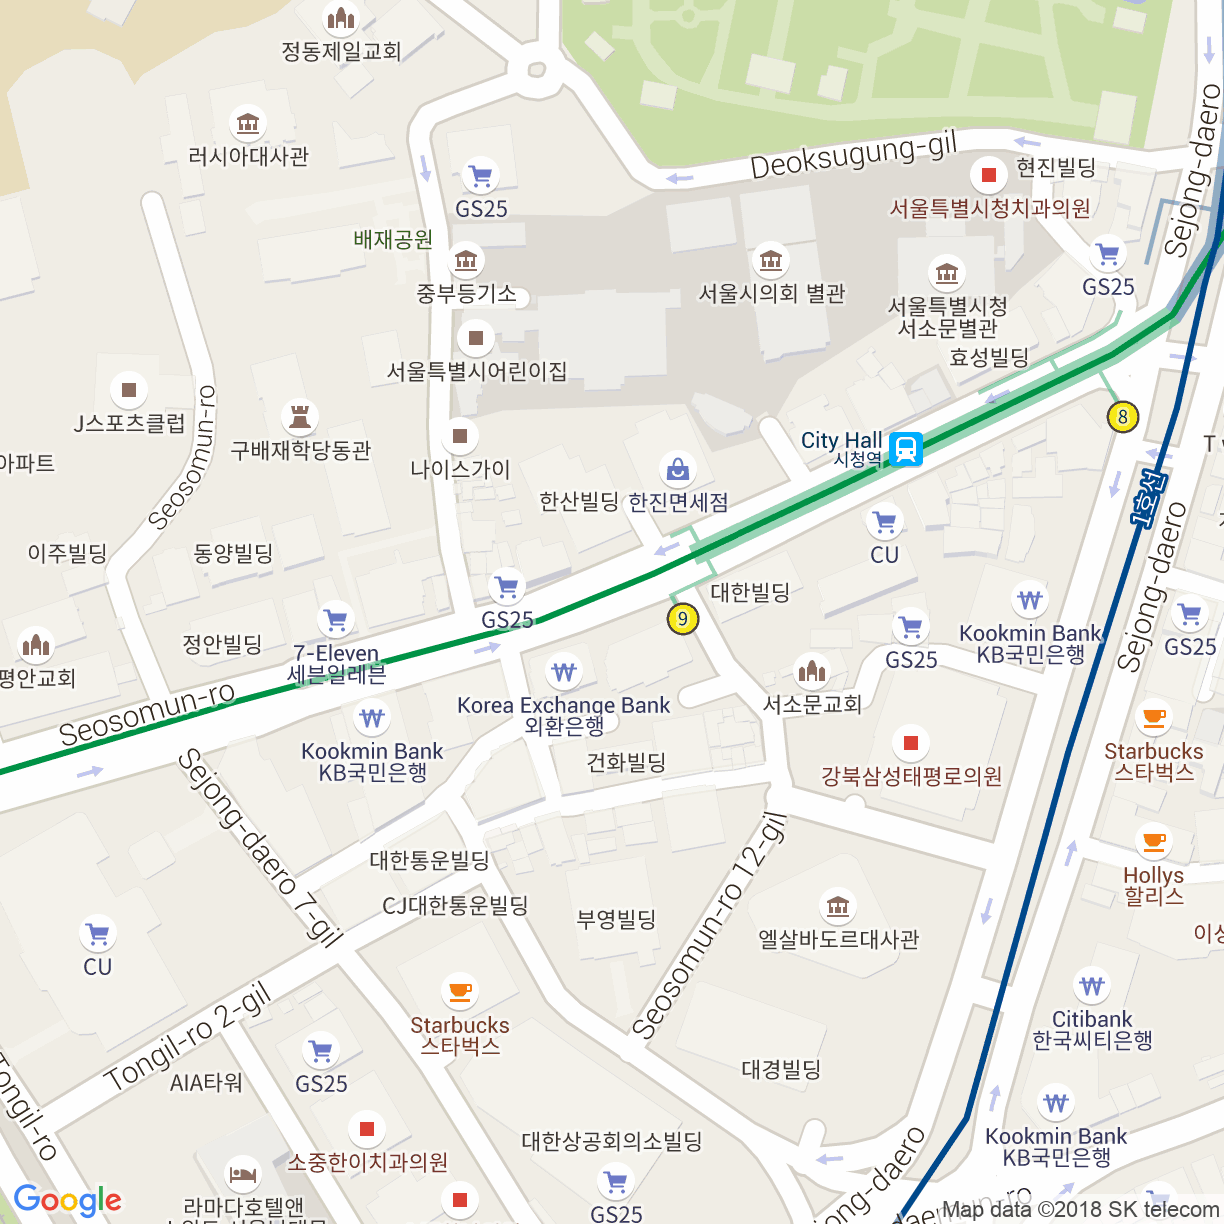 정동제일교회
러시아대사관
GS25
Deoksugung-gil
현진빌딩
서울특별시청치과의원
Sejong-daero
배재공원
중부등기소
서울시의회 별관
서울특별시청
서소문별관
GS25
효성빌딩
서울특별시어린이집
J스포츠클럽
구배재학당동관
나이스가이
Seosomun-ro
아파트
City Hall
시청역
8
한산빌딩
한진면세점
1호선
Sejong-daero
CU
이주빌딩
동양빌딩
GS25
9
대한빌딩
Kookmin Bank
KB국민은행
GS25
GS25
정안빌딩
7-Eleven
세븐일레븐
평안교회
Seosomun-ro
Korea Exchange Bank
외환은행
서소문교회
Kookmin Bank
KB국민은행
건화빌딩
강북삼성태평로의원
Starbucks
스타벅스
Sejong-daero 7-gil
대한통운빌딩
CJ대한통운빌딩
부영빌딩
Seosomun-ro 12-gil
엘살바도르대사관
Hollys
할리스
이상
CU
Tongil-ro 2-gil
Starbucks
스타벅스
Citibank
한국씨티은행
GS25
AIA타워
대경빌딩
Tongil-ro
Kookmin Bank
KB국민은행
소중한이치과의원
대한상공회의소빌딩
라마다호텔앤
GS25
Sejong-daero
Google
Map data ©2018 SK telecom